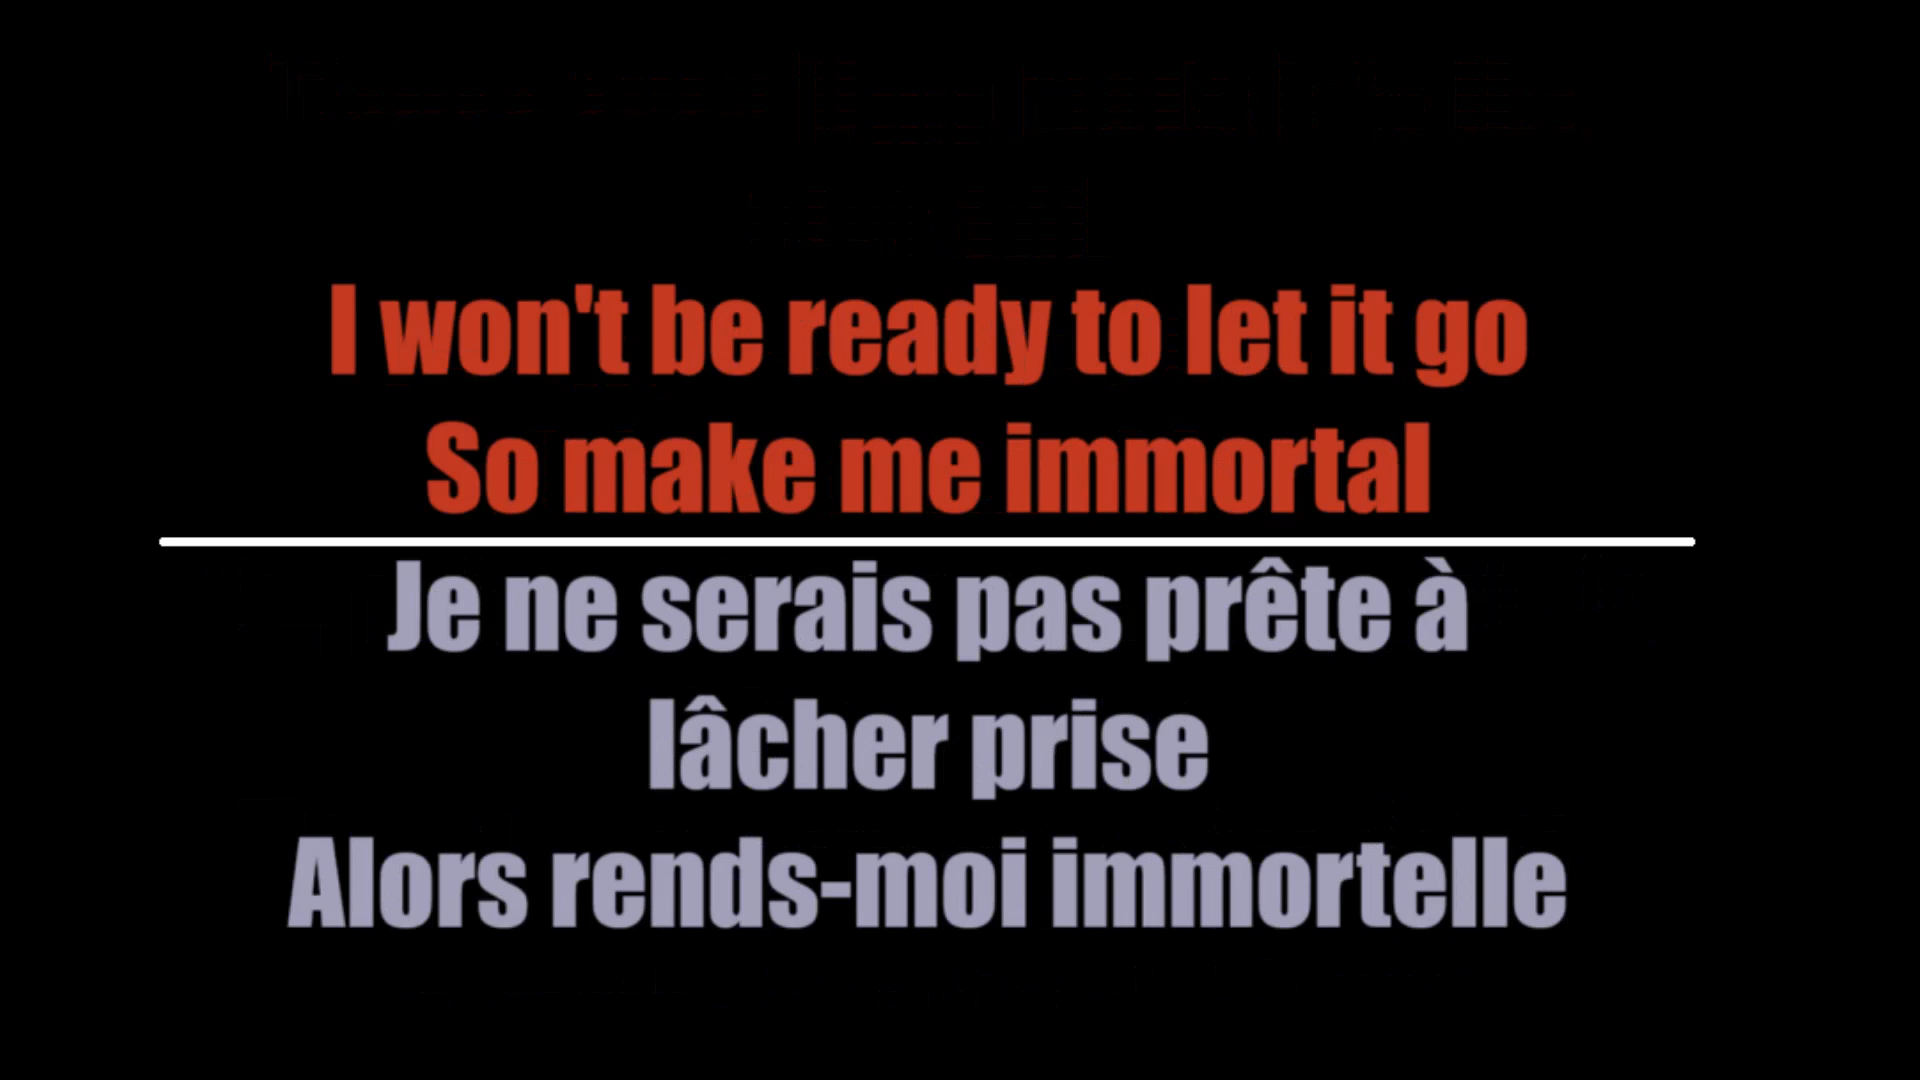 I won't be ready to let it go
So make me immortal
Je ne serais pas prête à
lâcher prise
Alors rends-moi immortelle